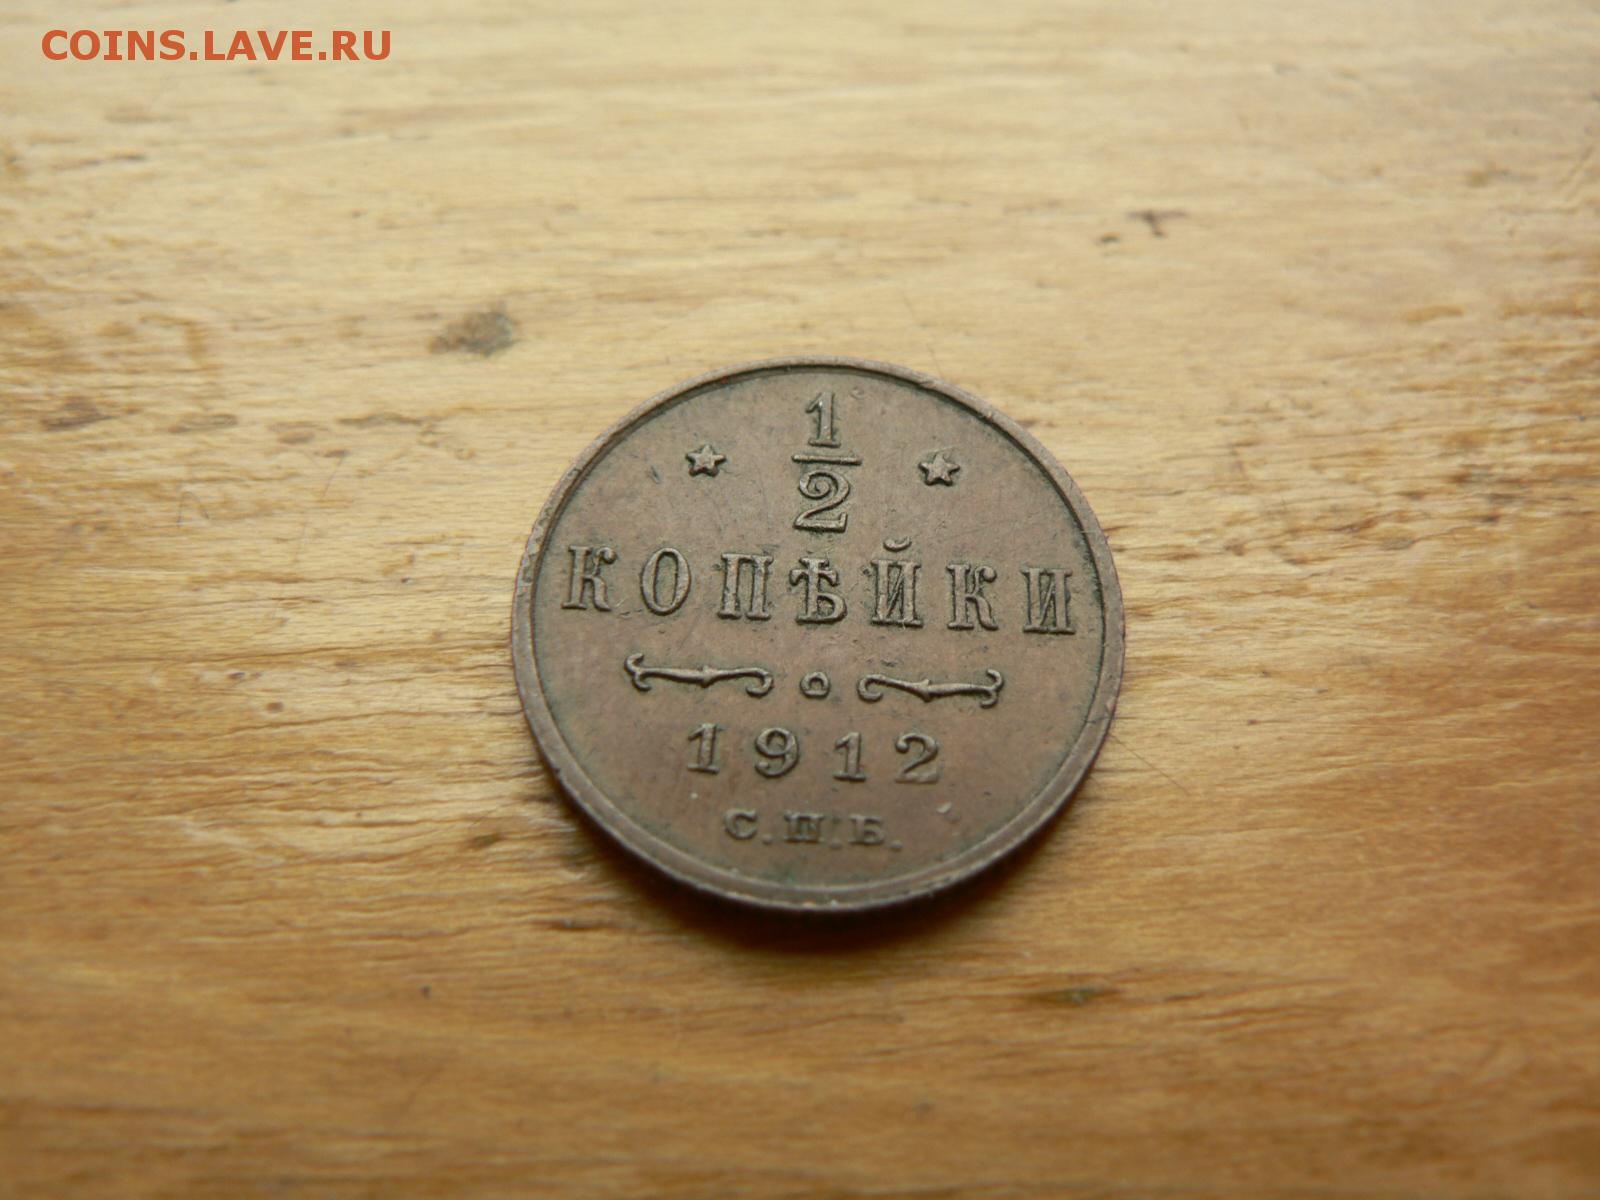 COINS.LAVE.RU
1/2
КОПѢЙКИ
1912
С.П.Б.